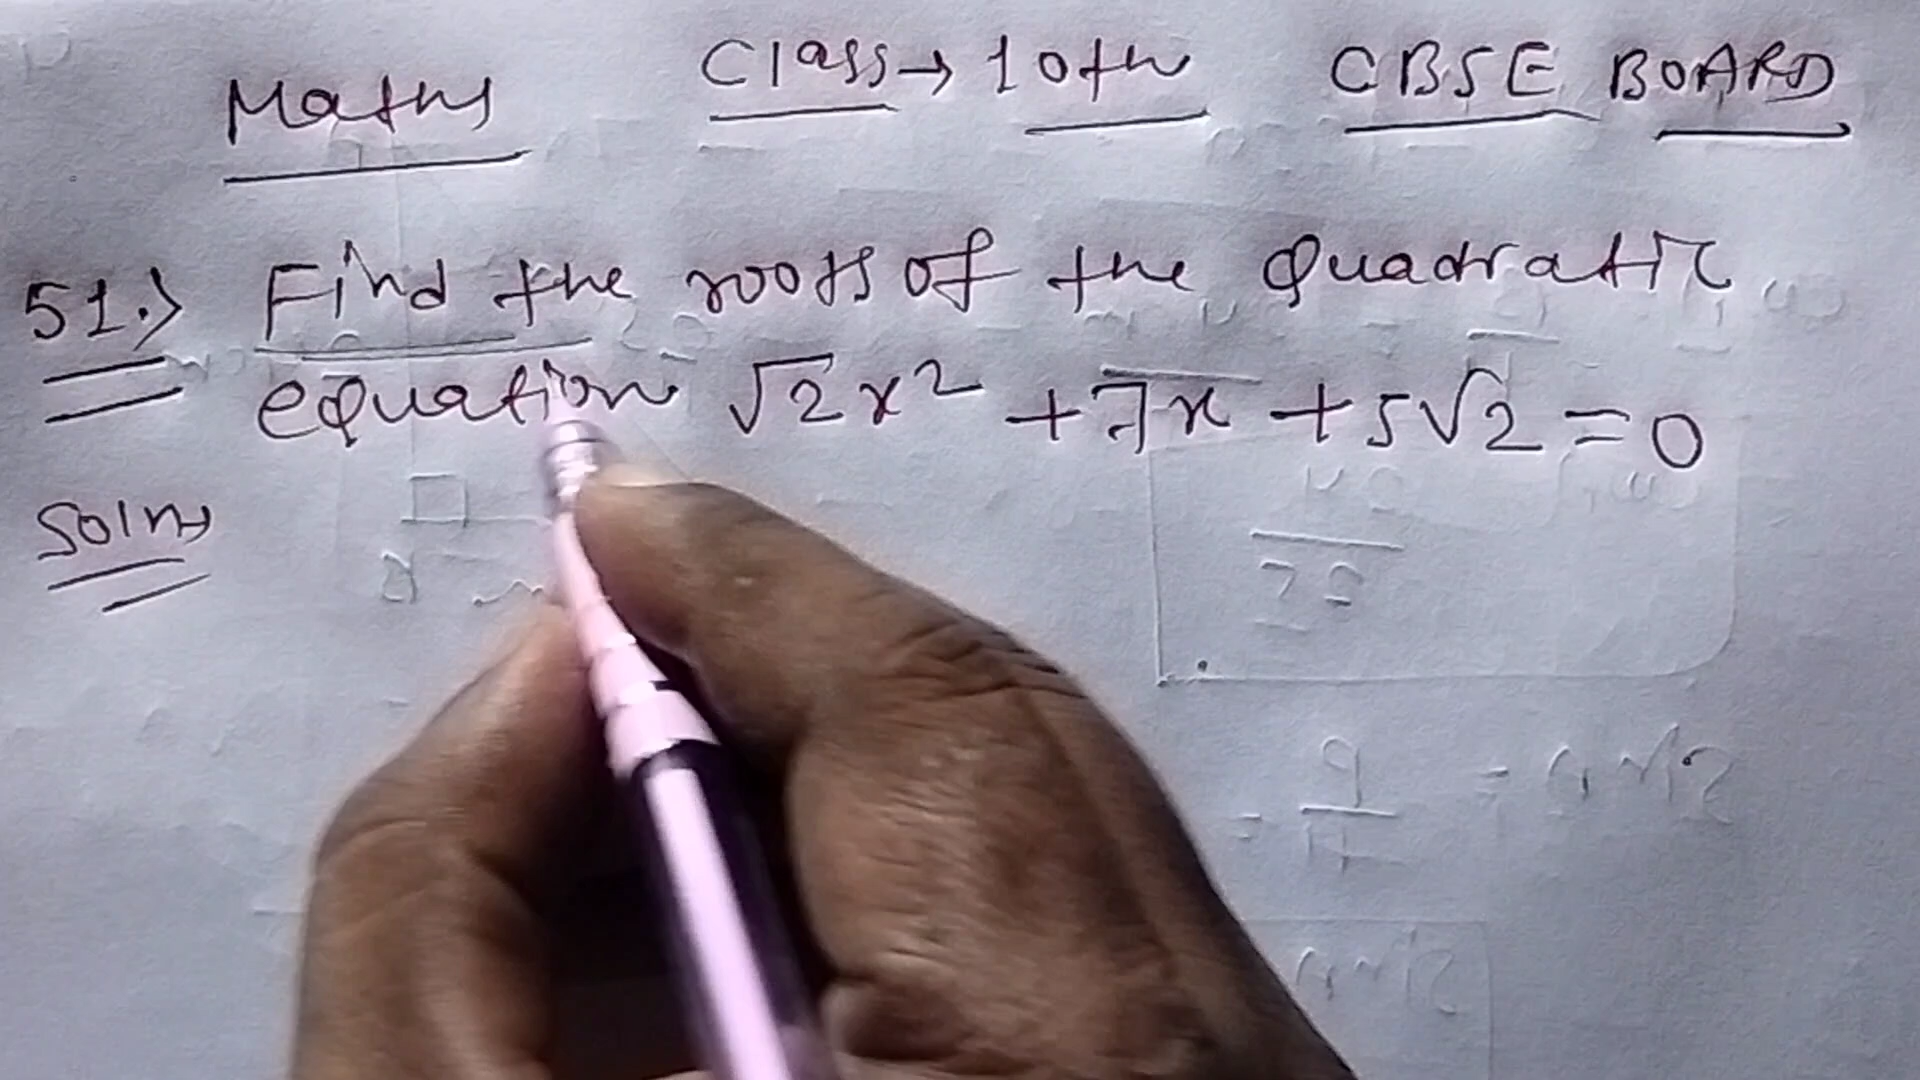 Maths Class → 10th CBSE BOARD
51.> Find the roots of the quadratic
equation √2x² + 7x + 5√2 = 0
Soln